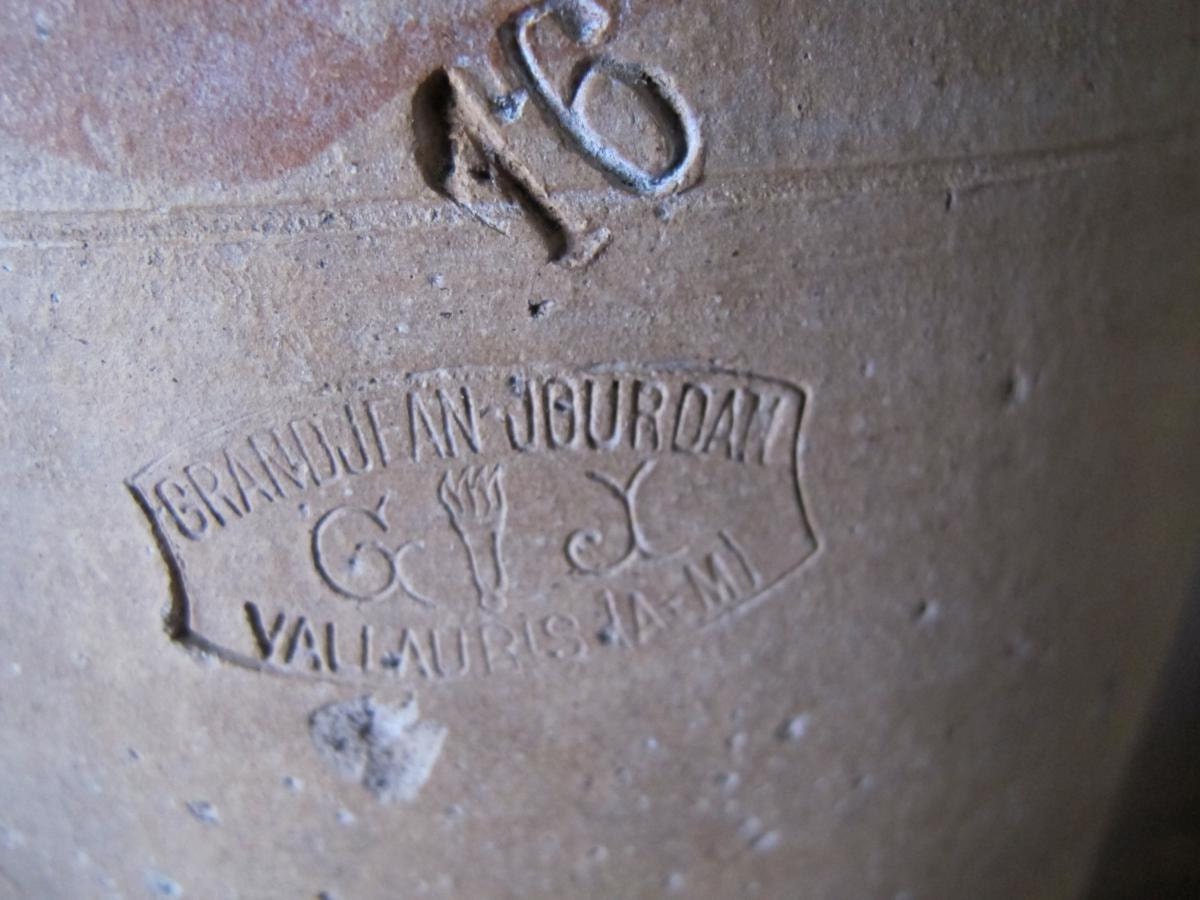 16
GRANDJEAN-JOURDAN
G J
VALLAURIS (A-M)